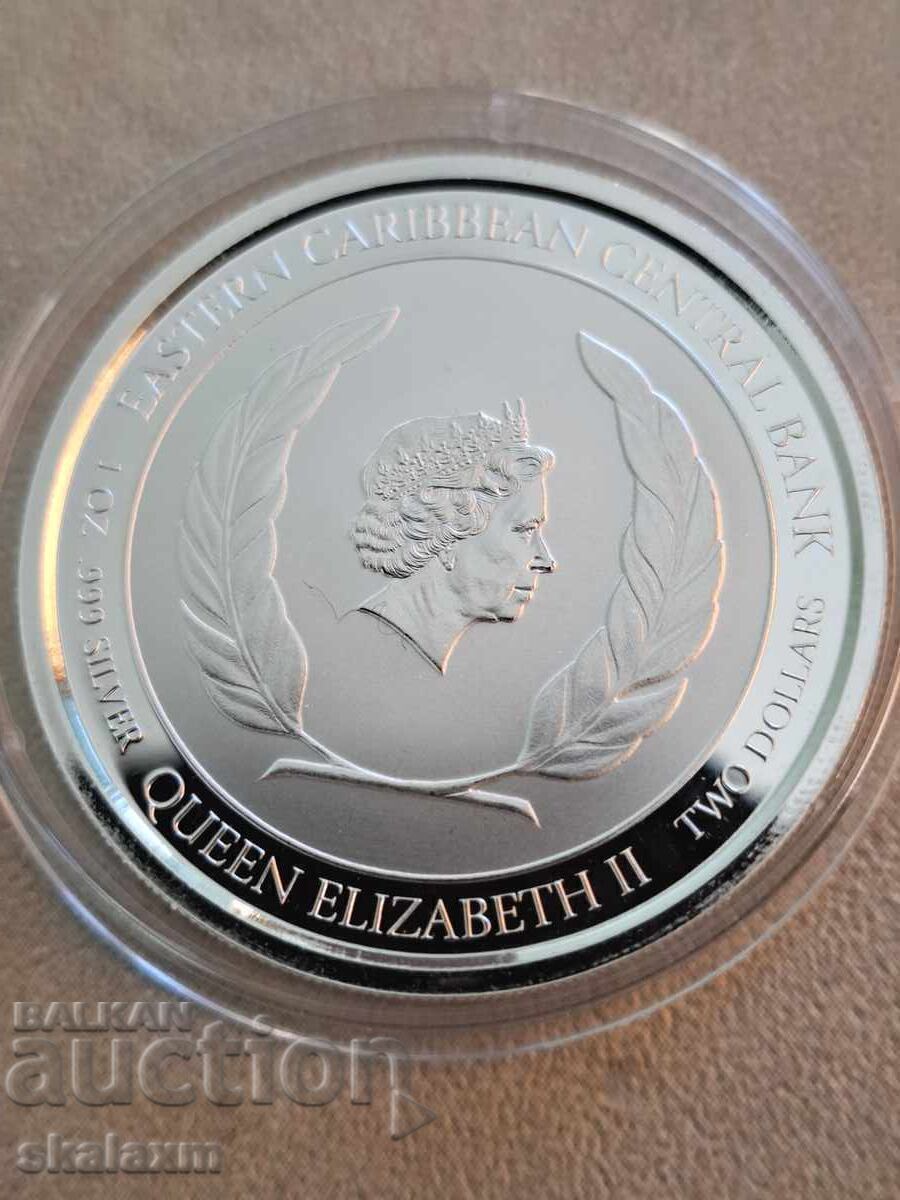 EASTERN CARIBBEAN CENTRAL BANK
1 OZ .999 SILVER
QUEEN ELIZABETH II
TWO DOLLARS
BALKAN
auction
skalaxm